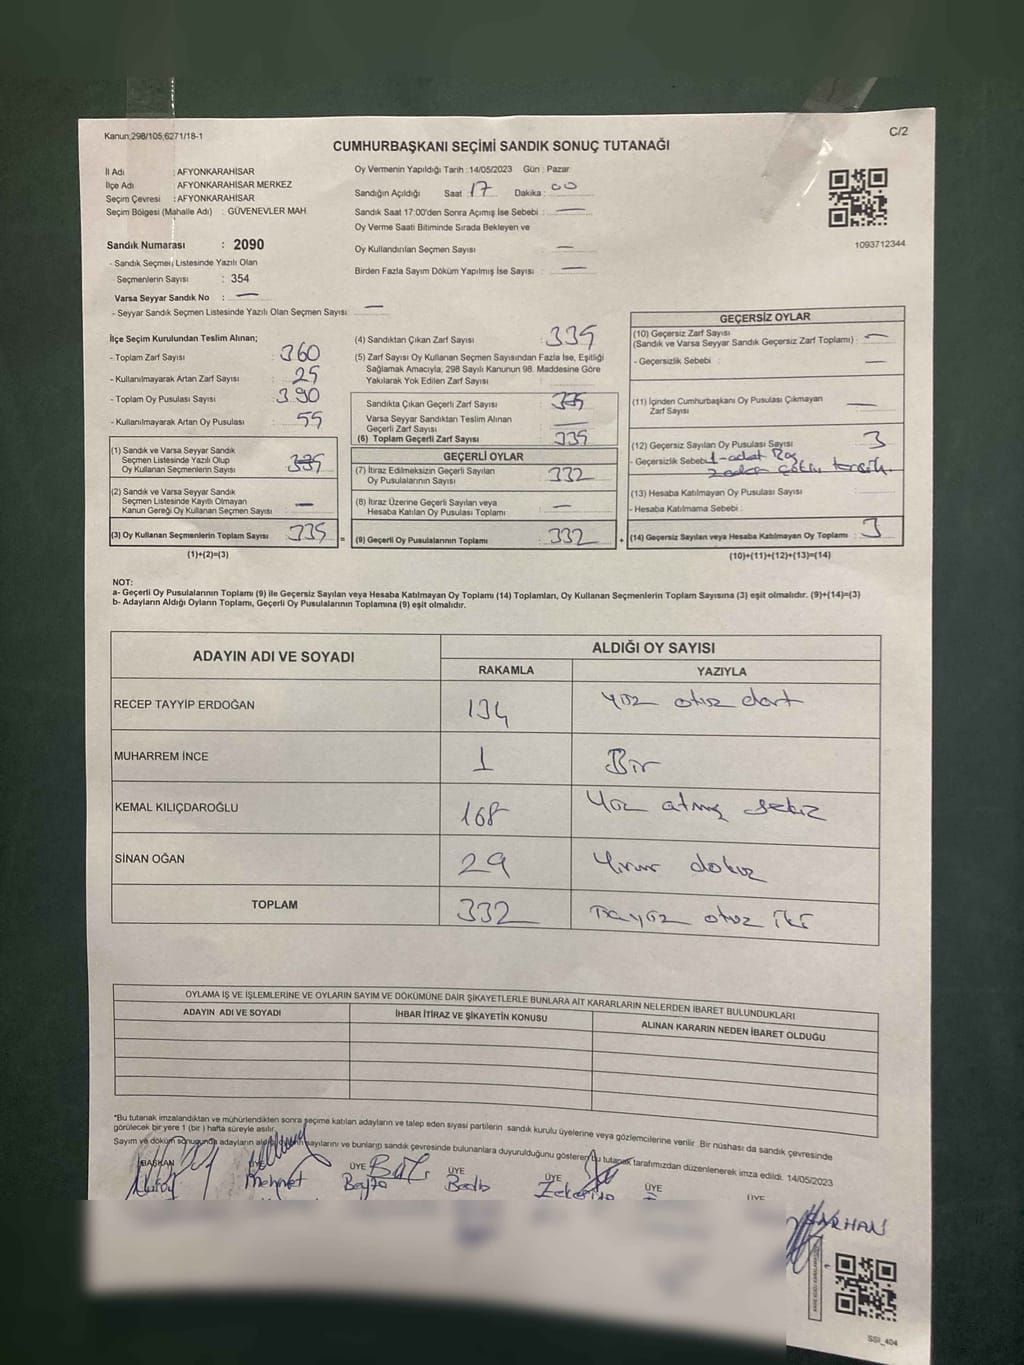 Kanun;298/105,6271/18-1
C/2
CUMHURBAŞKANI SEÇİMİ SANDIK SONUÇ TUTANAĞI
İl Adı : AFYONKARAHİSAR
İlçe Adı : AFYONKARAHİSAR MERKEZ
Seçim Çevresi : AFYONKARAHİSAR
Seçim Bölgesi (Mahalle Adı) : GÜVENEVLER MAH.
Sandık Numarası : 2090
- Sandık Seçmen Listesinde Yazılı Olan
Seçmenlerin Sayısı : 354
Varsa Seyyar Sandık No : —
- Seyyar Sandık Seçmen Listesinde Yazılı Olan Seçmen Sayısı —
Oy Vermenin Yapıldığı Tarih :14/05/2023 Gün : Pazar
Sandığın Açıldığı Saat 17 Dakika : 00
Sandık Saat 17:00'den Sonra Açımış İse Sebebi : —
Oy Verme Saati Bitiminde Sırada Bekleyen ve
Oy Kullandırılan Seçmen Sayısı —
Birden Fazla Sayım Döküm Yapılmış İse Sayısı : —
1093712344
İlçe Seçim Kurulundan Teslim Alınan;
- Toplam Zarf Sayısı : 360
- Kullanılmayarak Artan Zarf Sayısı : 25
- Toplam Oy Pusulası Sayısı : 390
- Kullanılmayarak Artan Oy Pusulası : 55
(1) Sandık ve Varsa Seyyar Sandık
Seçmen Listesinde Yazılı Olup
Oy Kullanan Seçmenlerin Sayısı : 335
(2) Sandık ve Varsa Seyyar Sandık
Seçmen Listesinde Kayıtlı Olmayan
Kanun Gereği Oy Kullanan Seçmen Sayısı : —
(3) Oy Kullanan Seçmenlerin Toplam Sayısı : 335
(1)+(2)=(3)
(4) Sandıktan Çıkan Zarf Sayısı : 335
(5) Zarf Sayısı Oy Kullanan Seçmen Sayısından Fazla İse, Eşitliği
Sağlamak Amacıyla, 298 Sayılı Kanunun 98. Maddesine Göre
Yakılarak Yok Edilen Zarf Sayısı
Sandıkta Çıkan Geçerli Zarf Sayısı : 335
Varsa Seyyar Sandıktan Teslim Alınan
Geçerli Zarf Sayısı —
(6) Toplam Geçerli Zarf Sayısı 335
GEÇERLİ OYLAR
(7) İtiraz Edilmeksizin Geçerli Sayılan
Oy Pusulalarının Sayısı : 332
(8) İtiraz Üzerine Geçerli Sayılan veya
Hesaba Katılan Oy Pusulası Toplamı : —
(9) Geçerli Oy Pusulalarının Toplamı : 332
GEÇERSİZ OYLAR
(10) Geçersiz Zarf Sayısı
(Sandık ve Varsa Seyyar Sandık Geçersiz Zarf Toplamı) : —
- Geçersizlik Sebebi : —
(11) İçinden Cumhurbaşkanı Oy Pusulası Çıkmayan
Zarf Sayısı —
(12) Geçersiz Sayılan Oy Pusulası Sayısı : 3
- Geçersizlik Sebebi 1-adet
(13) Hesaba Katılmayan Oy Pusulası Sayısı :
- Hesaba Katılmama Sebebi :
(14) Geçersiz Sayılan veya Hesaba Katılmayan Oy Toplamı : 3
(10)+(11)+(12)+(13)=(14)
NOT:
a- Geçerli Oy Pusulalarının Toplamı (9) ile Geçersiz Sayılan veya Hesaba Katılmayan Oy Toplamı (14) Toplamları, Oy Kullanan Seçmenlerin Toplam Sayısına (3) eşit olmalıdır. (9)+(14)=(3)
b- Adayların Aldığı Oyların Toplamı, Geçerli Oy Pusulalarının Toplamına (9) eşit olmalıdır.
ADAYIN ADI VE SOYADI
ALDIĞI OY SAYISI
RAKAMLA YAZIYLA
RECEP TAYYİP ERDOĞAN 134 Yüz otuz dört
MUHARREM İNCE 1 Bir
KEMAL KILIÇDAROĞLU 168 Yüz atmış sekiz
SİNAN OĞAN 29 Yirmi dokuz
TOPLAM 332 üçyüz otuz iki
OYLAMA İŞ VE İŞLEMLERİNE VE OYLARIN SAYIM VE DÖKÜMÜNE DAİR ŞİKAYETLERLE BUNLARA AİT KARARLARIN NELERDEN İBARET BULUNDUKLARI
ADAYIN ADI VE SOYADI İHBAR İTİRAZ VE ŞİKAYETİN KONUSU ALINAN KARARIN NEDEN İBARET OLDUĞU
*Bu tutanak imzalandıktan ve mühürlendikten sonra seçime katılan adayların ve talep eden siyasi partilerin sandık kurulu üyelerine veya gözlemcilerine verilir. Bir nüshası da sandık çevresinde
görülecek bir yere 1 (bir) hafta süreyle asılır.
Sayım ve döküm sonucunda adayların aldığı oyların sayılarını ve bunların sandık çevresinde bulunanlara duyurulduğunu gösteren bu tutanak tarafımızdan düzenlenerek imza edildi. 14/05/2023
BAŞKAN ÜYE ÜYE ÜYE ÜYE ÜYE ÜYE
Mehmet Beyza Zekeriya
SARHAN
SSI_404